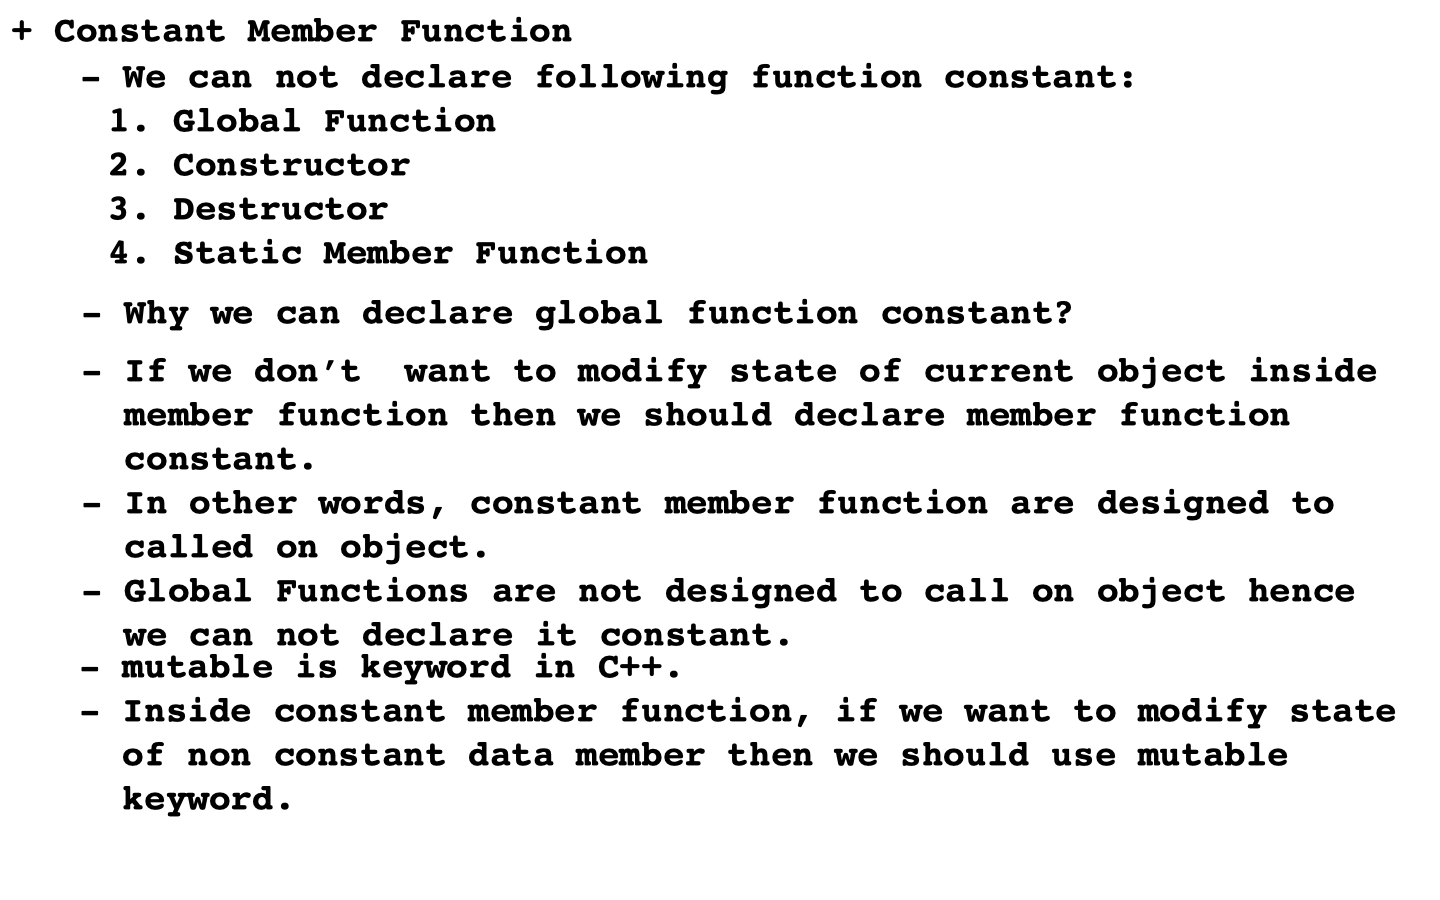 + Constant Member Function
- We can not declare following function constant:
1. Global Function
2. Constructor
3. Destructor
4. Static Member Function
- Why we can declare global function constant?
- If we don’t  want to modify state of current object inside
member function then we should declare member function
constant.
- In other words, constant member function are designed to
called on object.
- Global Functions are not designed to call on object hence
we can not declare it constant.
- mutable is keyword in C++.
- Inside constant member function, if we want to modify state
of non constant data member then we should use mutable
keyword.